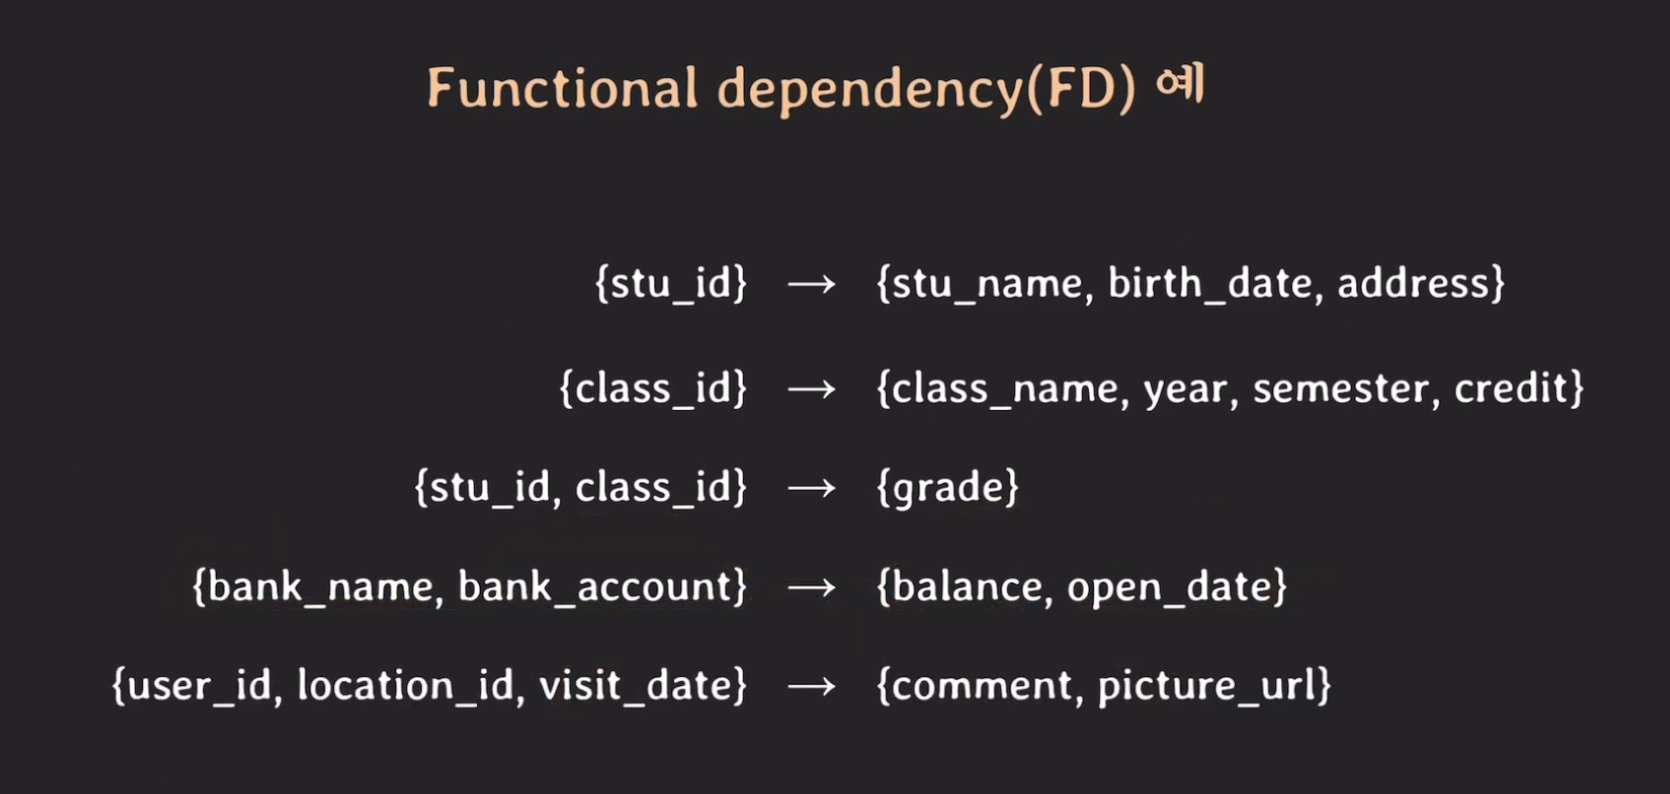 Functional dependency(FD) 예
{stu_id} → {stu_name, birth_date, address}
{class_id} → {class_name, year, semester, credit}
{stu_id, class_id} → {grade}
{bank_name, bank_account} → {balance, open_date}
{user_id, location_id, visit_date} → {comment, picture_url}